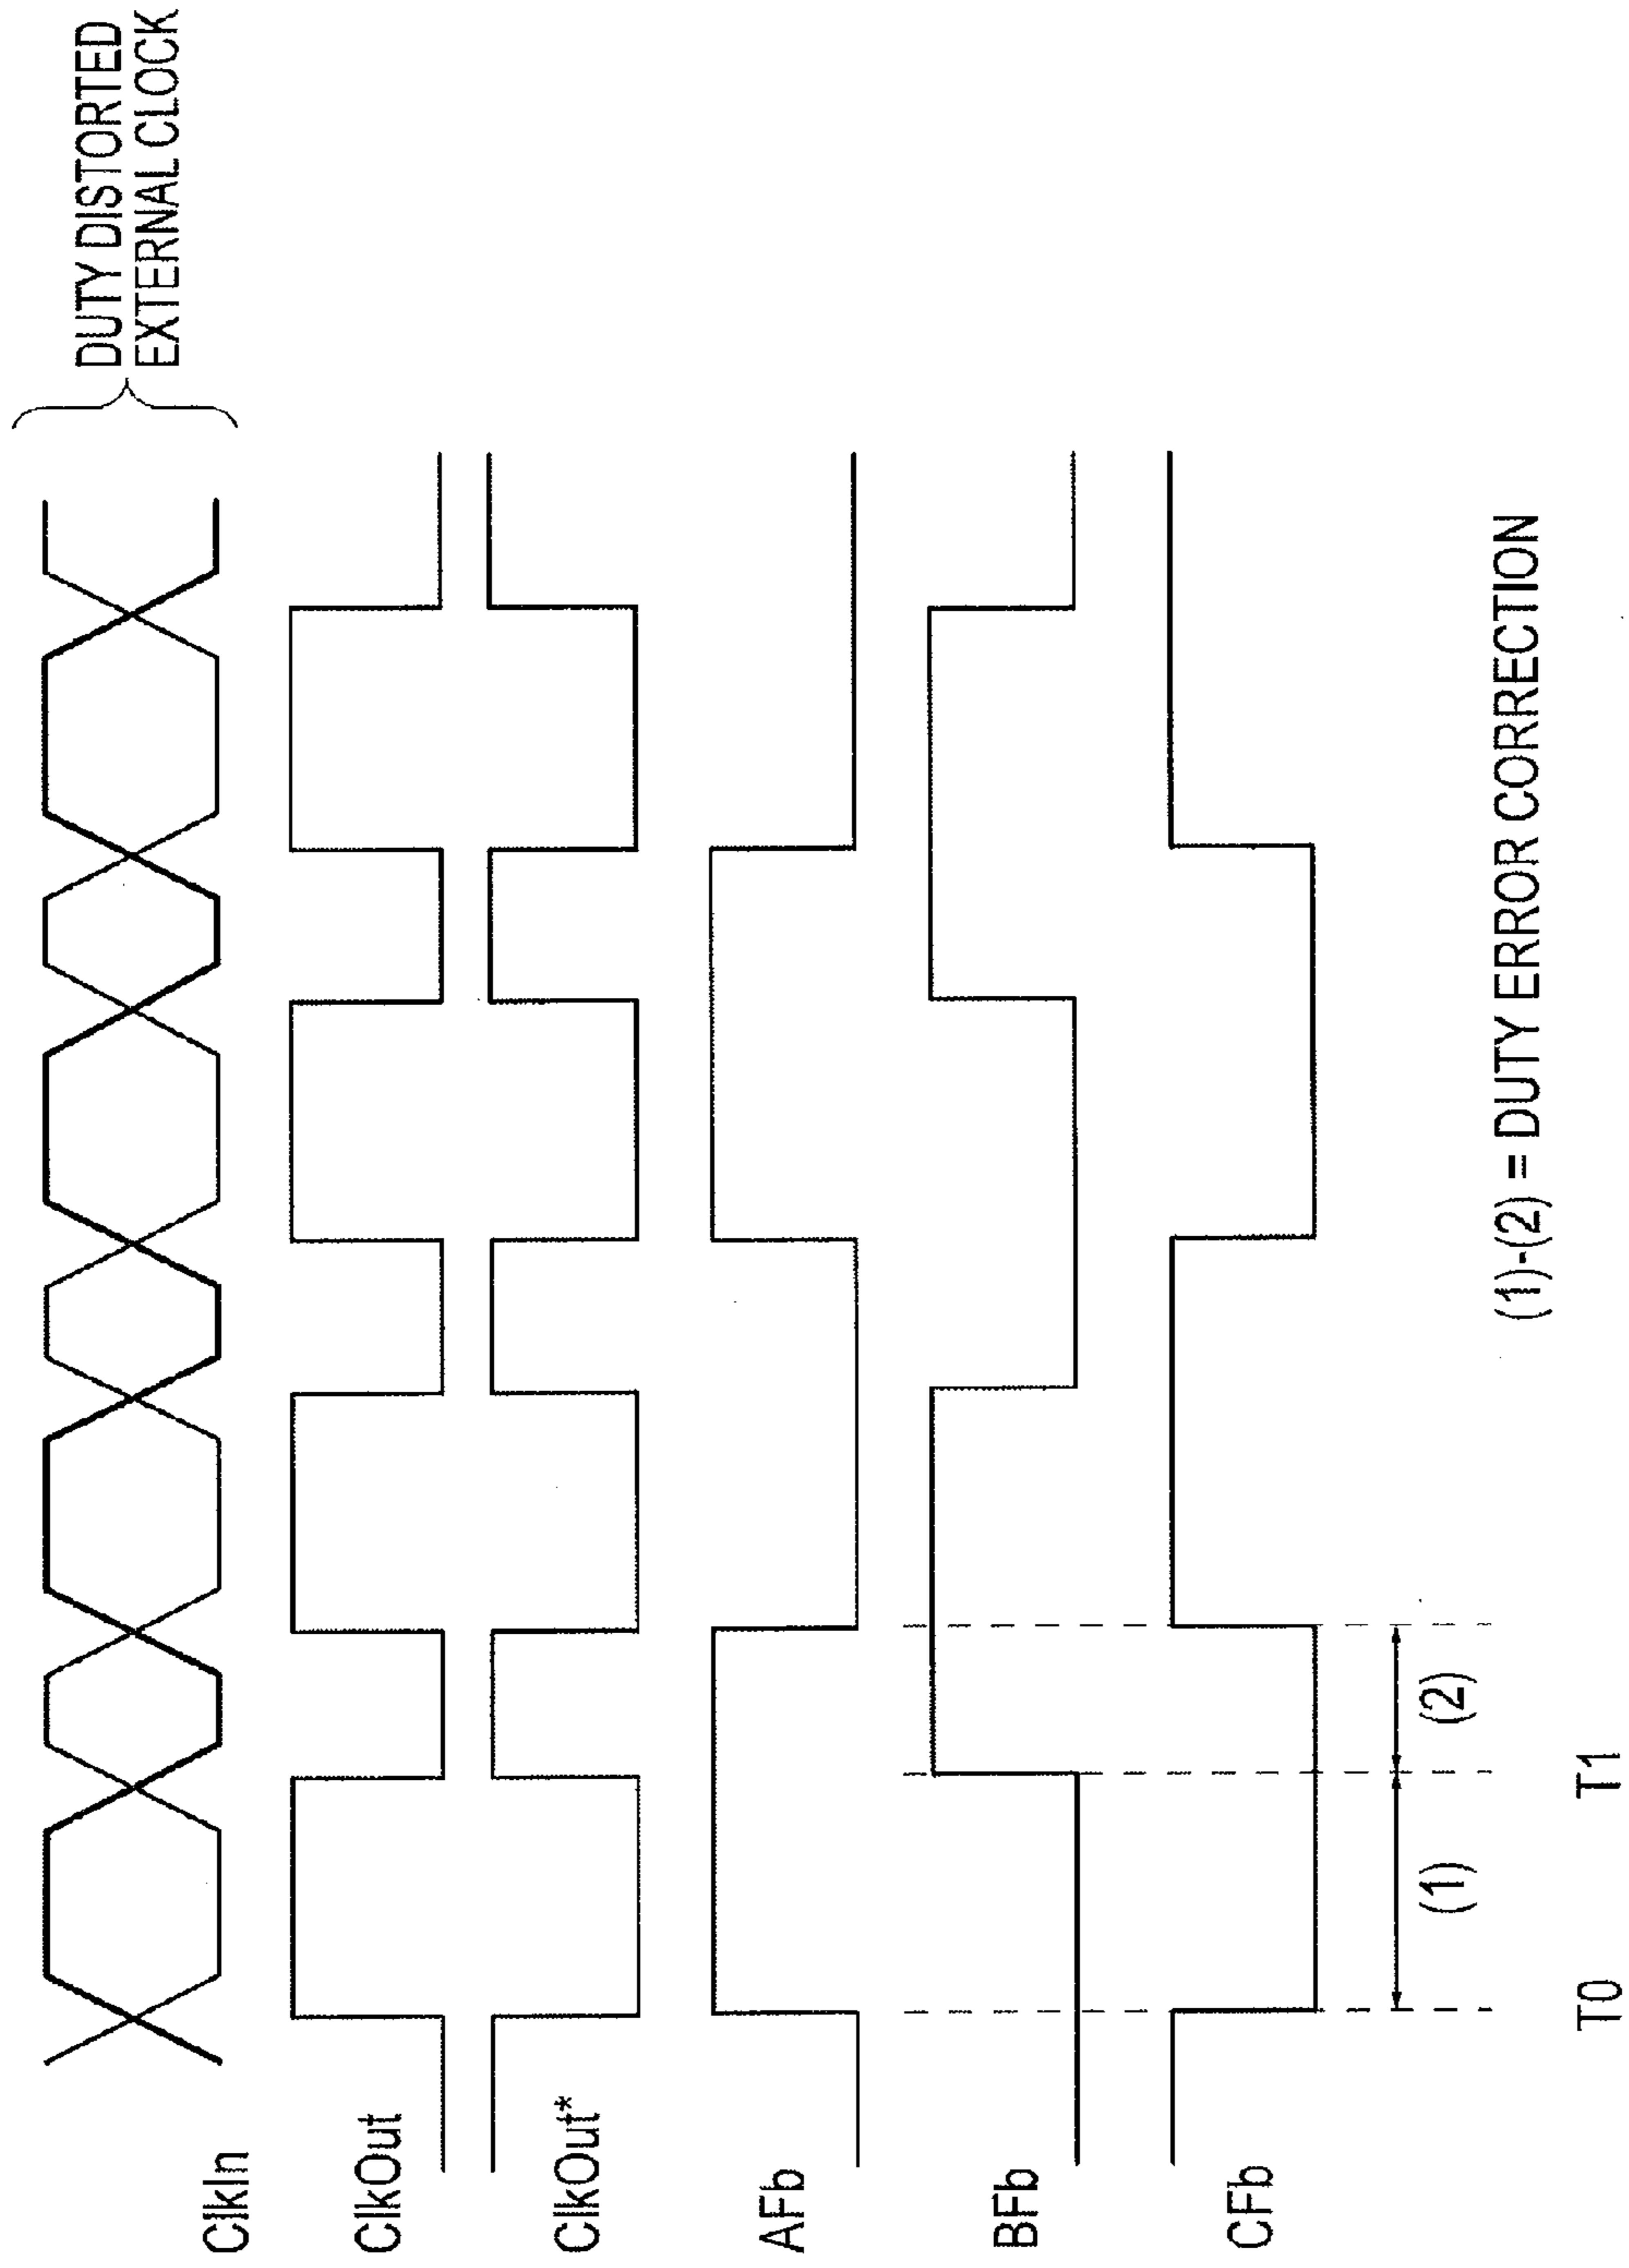 DUTY DISTORTED
EXTERNAL CLOCK
ClkIn
ClkOut
ClkOut*
AFb
BFb
CFb
(1)
(2)
T0
T1
(1)-(2) = DUTY ERROR CORRECTION